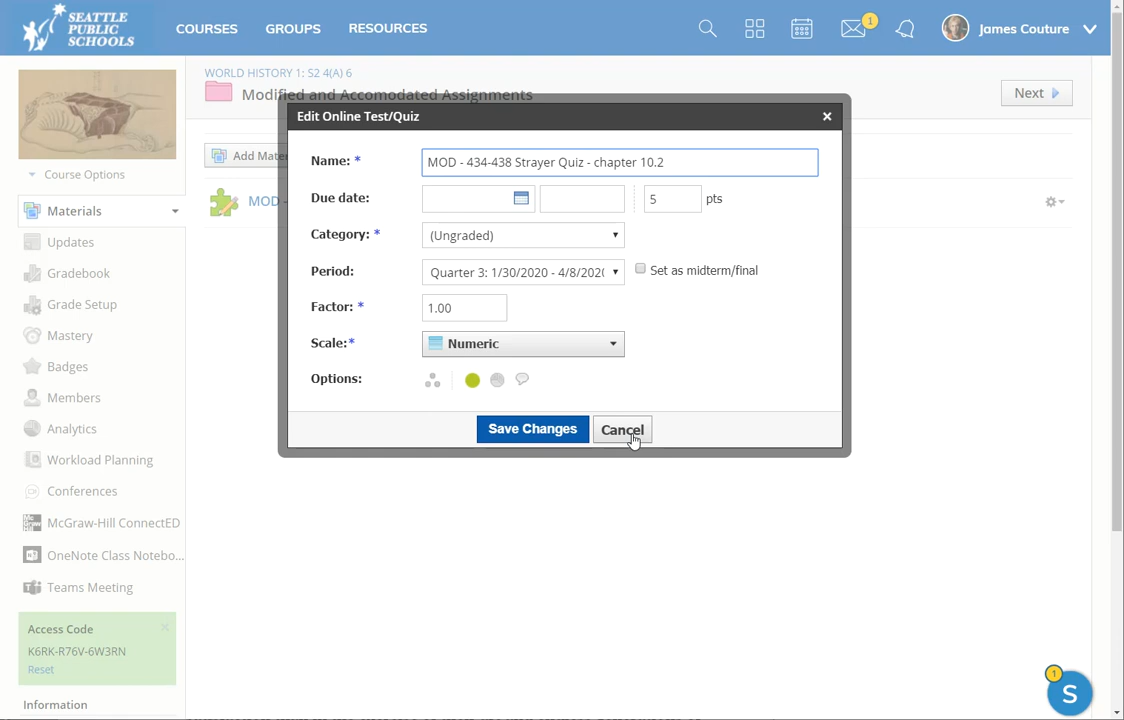 SEATTLE
PUBLIC
SCHOOLS
COURSES
GROUPS
RESOURCES
1
James Couture
WORLD HISTORY 1: S2 4(A) 6
Modified and Accomodated Assignments
Next
Add Mate
MOD -
Course Options
Materials
Updates
Gradebook
Grade Setup
Mastery
Badges
Members
Analytics
Workload Planning
Conferences
McGraw-Hill ConnectED
OneNote Class Notebo...
Teams Meeting
Access Code
K6RK-R76V-6W3RN
Reset
Information
Edit Online Test/Quiz
Name: * MOD - 434-438 Strayer Quiz - chapter 10.2
Due date: 5 pts
Category: * (Ungraded)
Period: Quarter 3: 1/30/2020 - 4/8/2020 Set as midterm/final
Factor: * 1.00
Scale:* Numeric
Options:
Save Changes Cancel
1
S